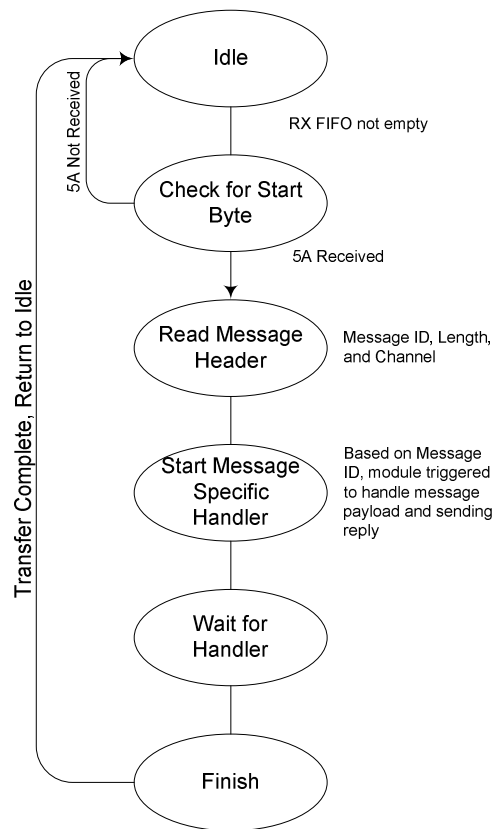 Idle
RX FIFO not empty
5A Not Received
Check for Start
Byte
5A Received
Read Message
Header
Message ID, Length,
and Channel
Start Message
Specific
Handler
Based on Message
ID, module triggered
to handle message
payload and sending
reply
Wait for
Handler
Finish
Transfer Complete, Return to Idle